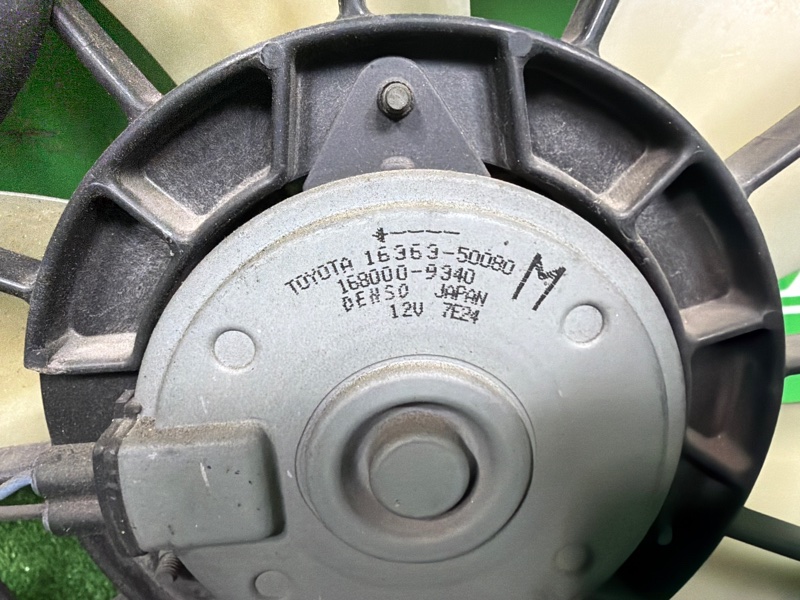 TOYOTA 16363-50080
168000-9340 M
DENSO JAPAN
12V 7E24